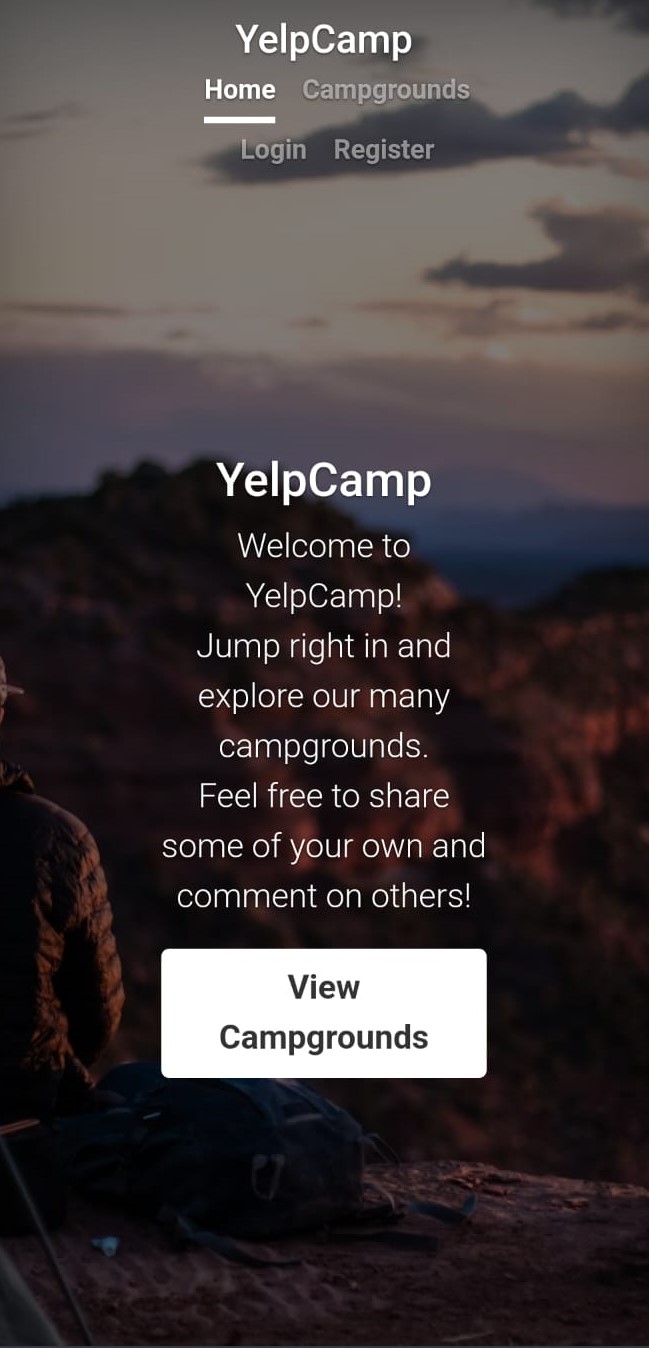 YelpCamp
Home Campgrounds
Login Register
YelpCamp
Welcome to
YelpCamp!
Jump right in and
explore our many
campgrounds.
Feel free to share
some of your own and
comment on others!
View
Campgrounds